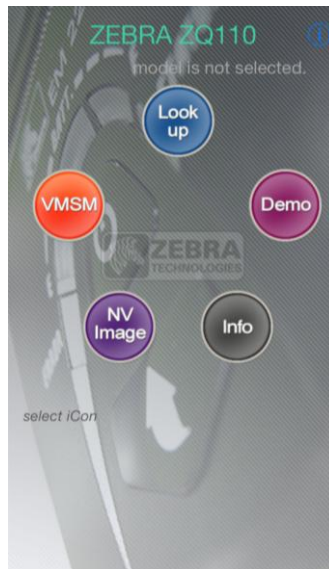 ZEBRA ZQ110
model is not selected.
Look
up
VMSM
Demo
ZEBRA
TECHNOLOGIES
NV
Image
Info
select iCon